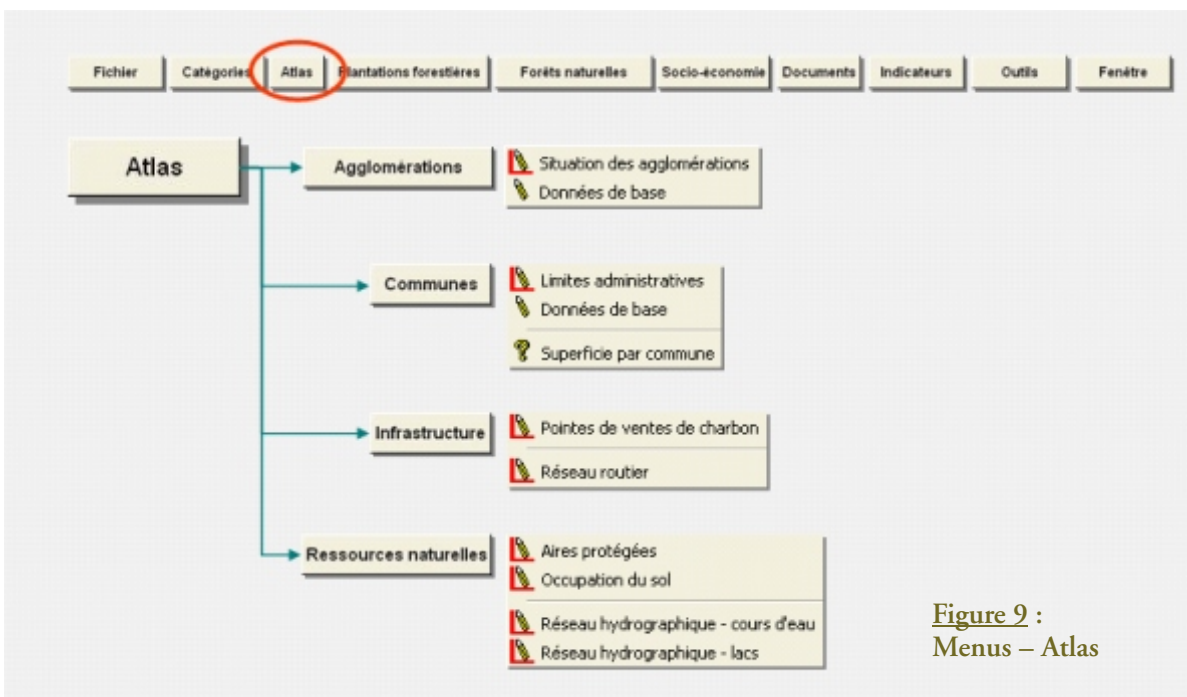 Fichier Catégories Atlas Plantations forestières Forêts naturelles Socio-économie Documents Indicateurs Outils Fenêtre
Atlas
Agglomérations
Situation des agglomérations
Données de base
Communes
Limites administratives
Données de base
Superficie par commune
Infrastructure
Pointes de ventes de charbon
Réseau routier
Ressources naturelles
Aires protégées
Occupation du sol
Réseau hydrographique - cours d'eau
Réseau hydrographique - lacs
Figure 9 :
Menus – Atlas